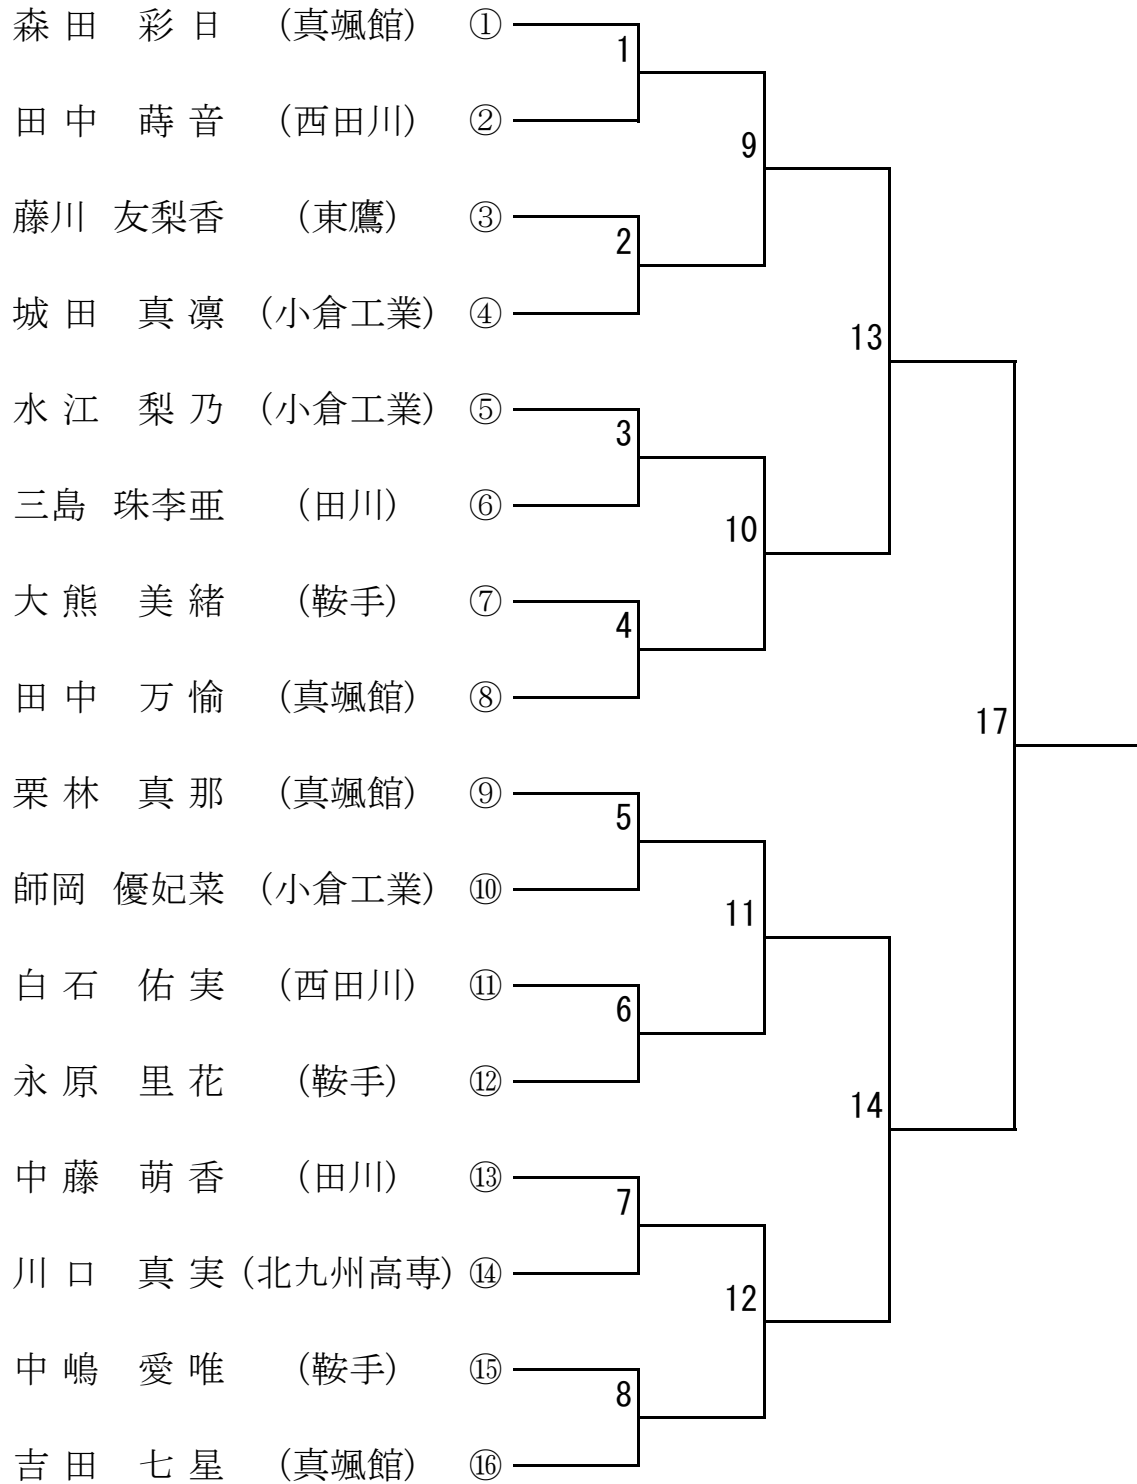 森田 彩日 (真颯館) ①
1
田中 蒔音 (西田川) ②
9
藤川 友梨香 (東鷹) ③
2
城田 真凛 (小倉工業) ④
13
水江 梨乃 (小倉工業) ⑤
3
三島 珠李亜 (田川) ⑥
10
大熊 美緒 (鞍手) ⑦
4
田中 万愉 (真颯館) ⑧
17
栗林 真那 (真颯館) ⑨
5
師岡 優妃菜 (小倉工業) ⑩
11
白石 佑実 (西田川) ⑪
6
永原 里花 (鞍手) ⑫
14
中藤 萌香 (田川) ⑬
7
川口 真実 (北九州高専) ⑭
12
中嶋 愛唯 (鞍手) ⑮
8
吉田 七星 (真颯館) ⑯